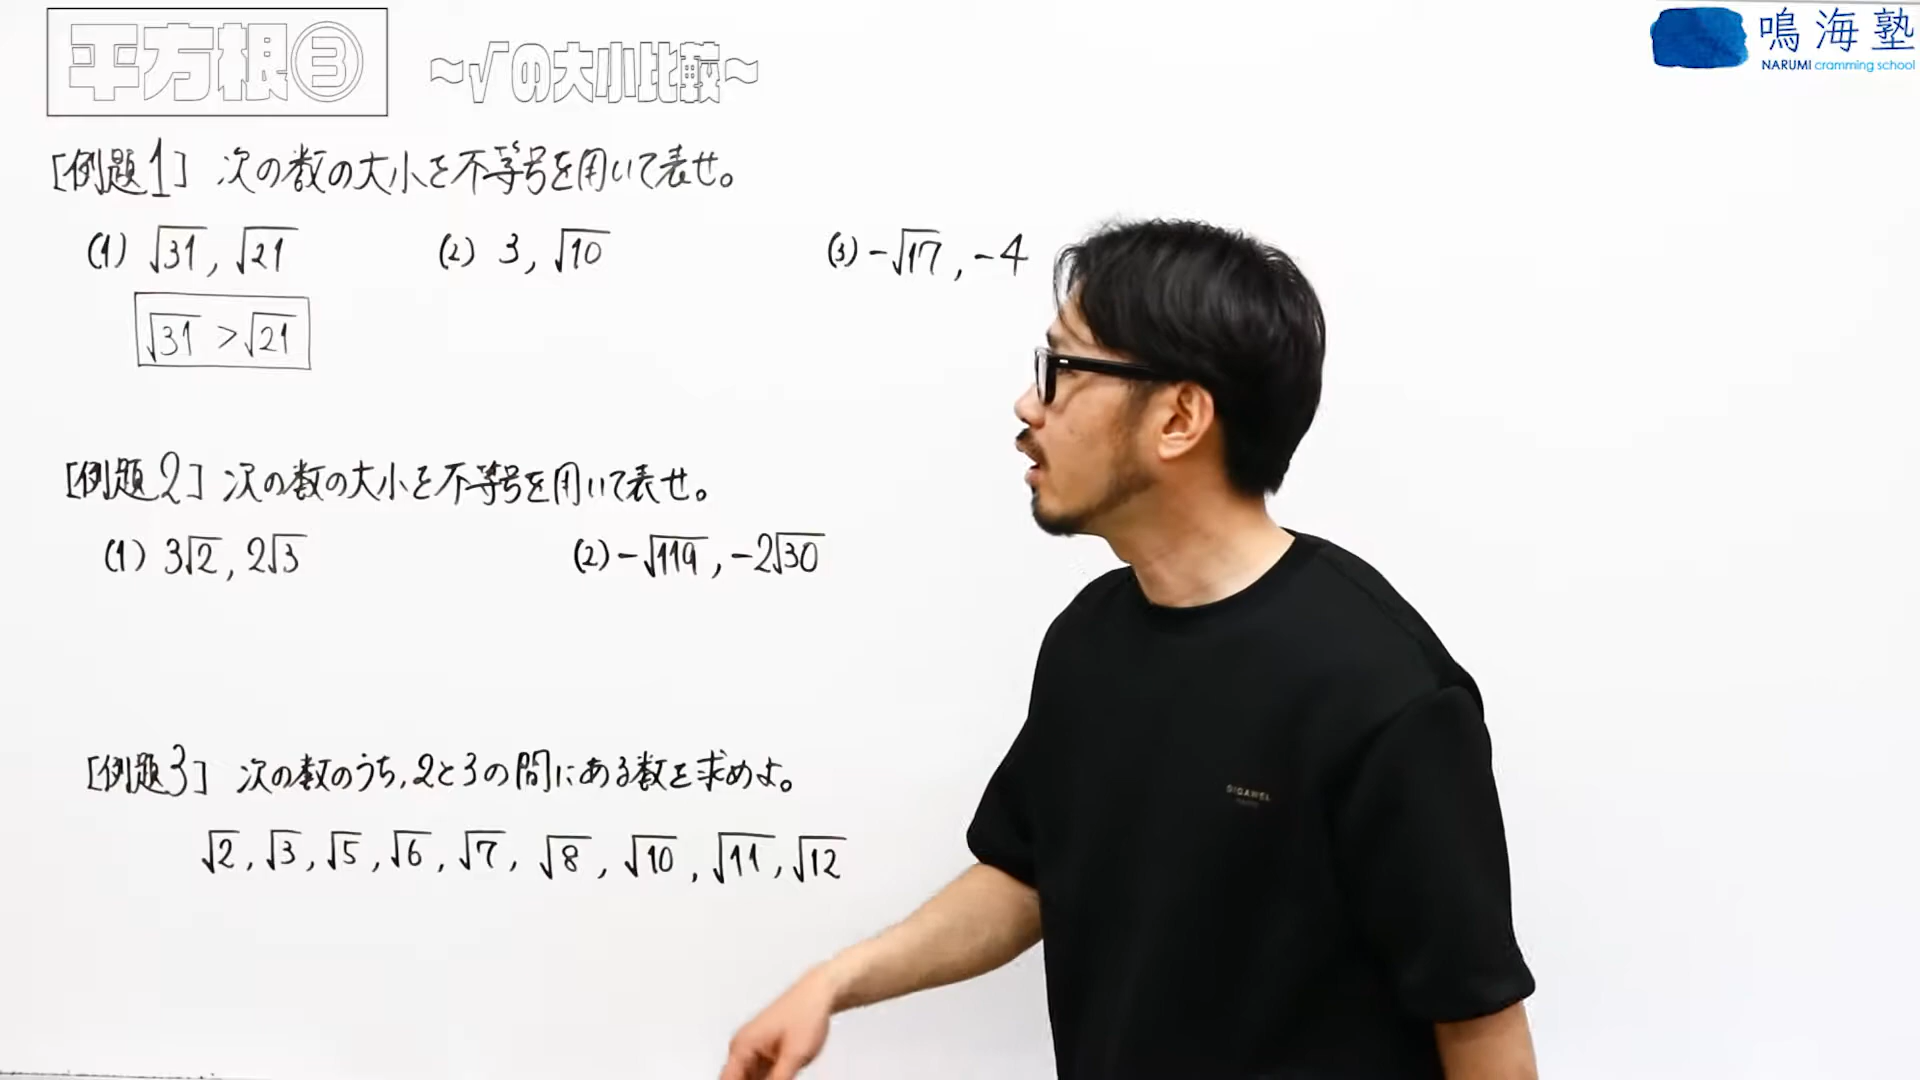 平方根③ ~√の大小比較~
鳴海塾
NARUMI cramming school
[例題1] 次の数の大小を不等号を用いて表せ。
(1) √31, √21 (2) 3, √10 (3) -√17, -4
√31 > √21
[例題2] 次の数の大小を不等号を用いて表せ。
(1) 3√2, 2√3 (2) -√119, -2√30
[例題3] 次の数のうち, 2と3の間にある数を求めよ。
√2, √3, √5, √6, √7, √8, √10, √11, √12